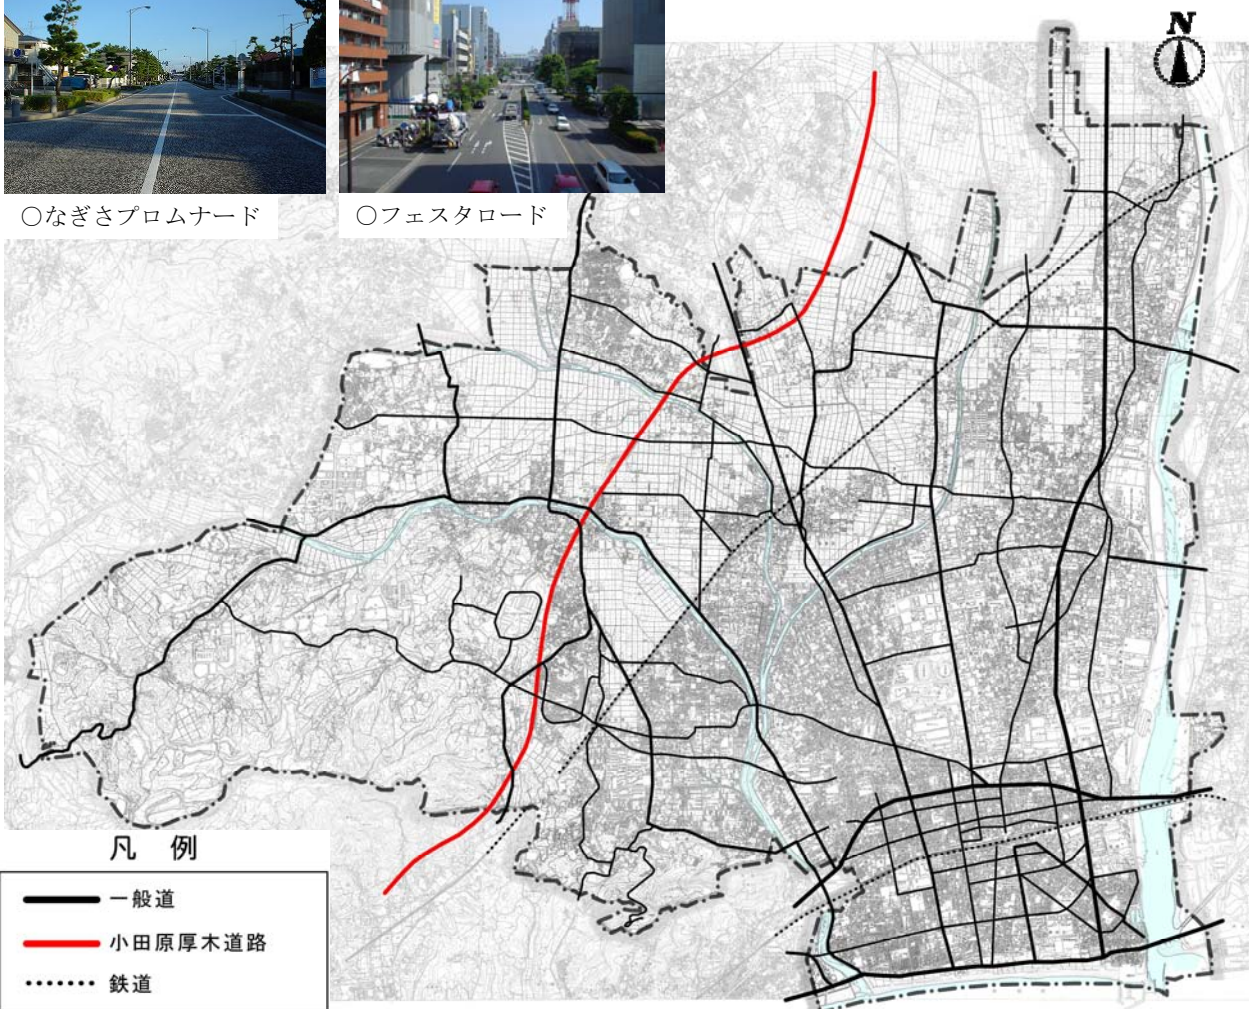 N
○なぎさプロムナード
○フェスタロード
凡 例
一般道
小田原厚木道路
鉄道